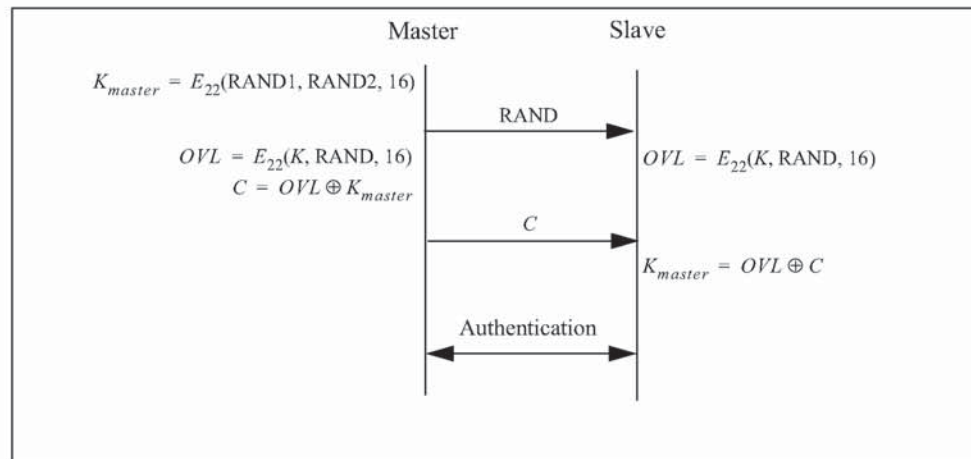 Master Slave
K_master = E_22(RAND1, RAND2, 16)
RAND
OVL = E_22(K, RAND, 16) OVL = E_22(K, RAND, 16)
C = OVL ⊕ K_master
C
K_master = OVL ⊕ C
Authentication